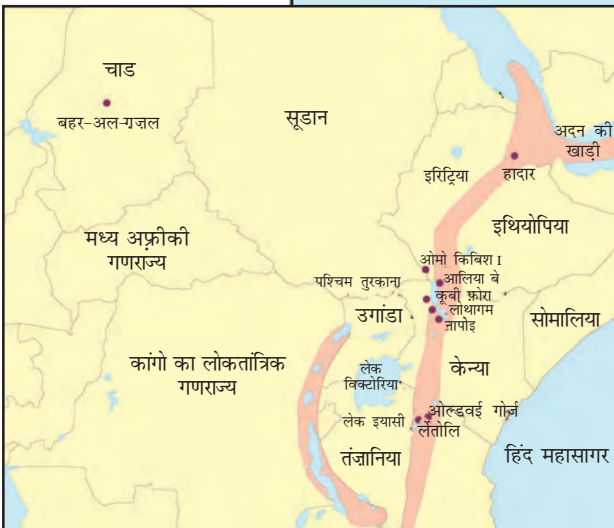 चाड
बहर-अल-ग़ज़ल
सूडान
अदन की
खाड़ी
इरिट्रिया
हादार
इथियोपिया
मध्य अफ़्रीकी
गणराज्य
ओमो किबिश I
पश्चिम तुरकाना
आलिया बे
कूबी फ़ोरा
लोथागम
नापोइ
उगांडा
सोमालिया
कांगो का लोकतांत्रिक
गणराज्य
केन्या
लेक
विक्टोरिया
ओल्डवई गोर्ज
लेक इयासी
लेतोलि
तंज़ानिया
हिंद महासागर